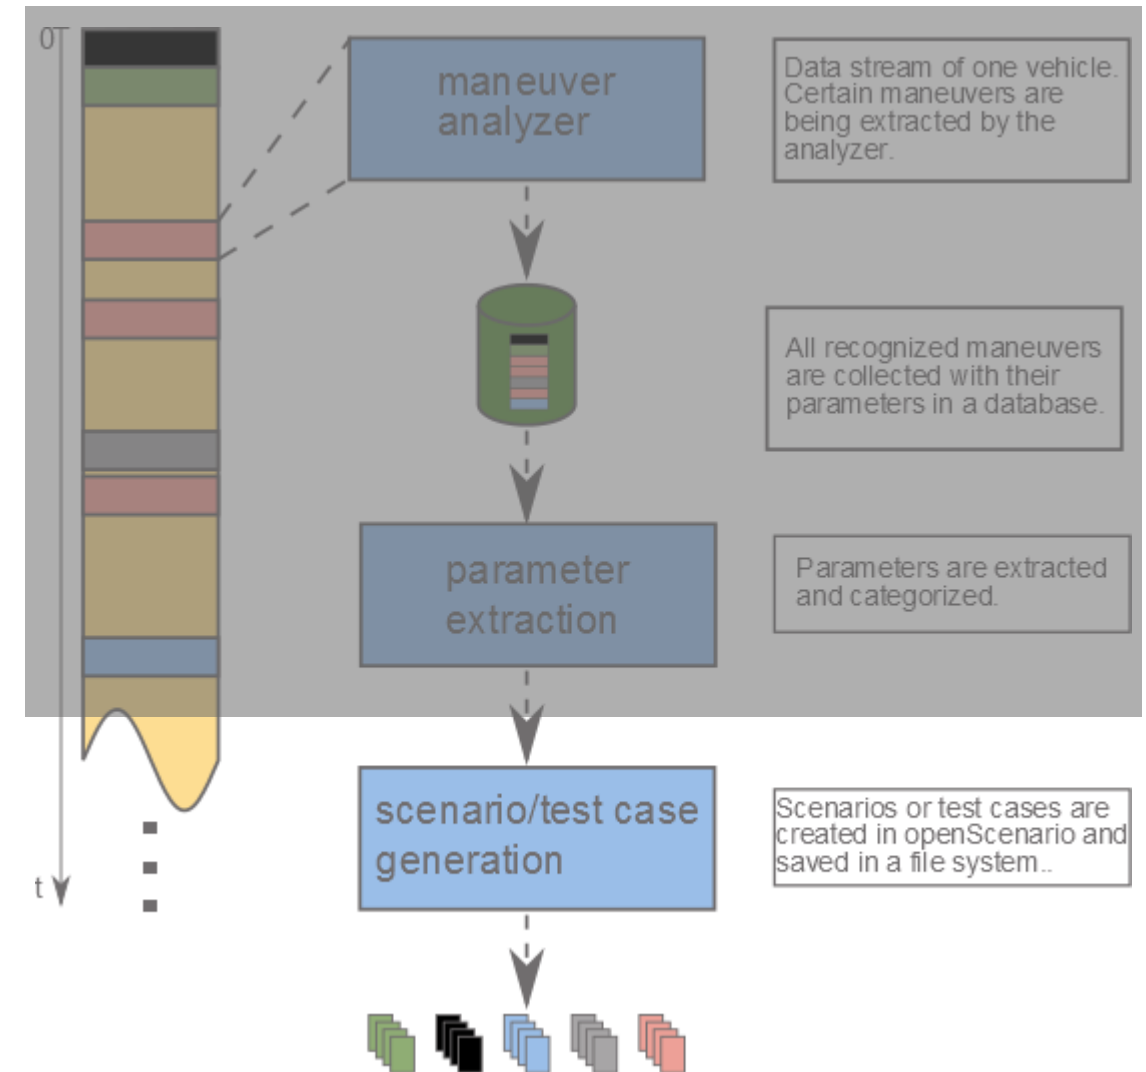 0
maneuver
analyzer
Data stream of one vehicle.
Certain maneuvers are
being extracted by the
analyzer.
All recognized maneuvers
are collected with their
parameters in a database.
parameter
extraction
Parameters are extracted
and categorized.
scenario/test case
generation
Scenarios or test cases are
created in openScenario and
saved in a file system..
t